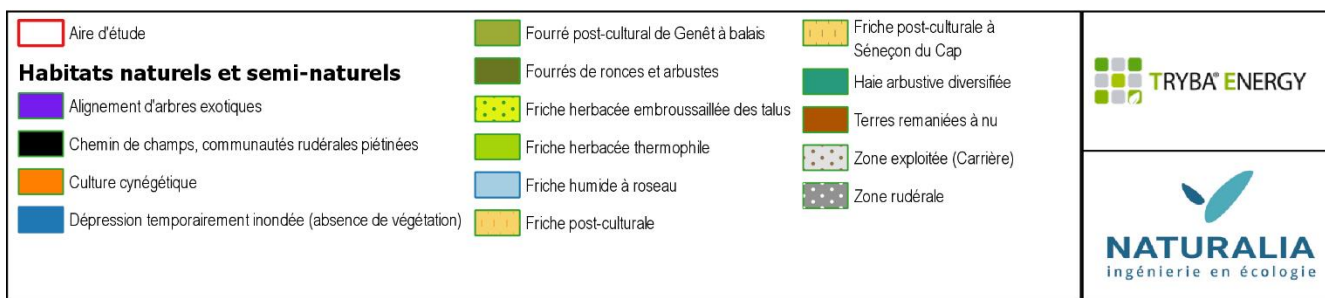 Aire d'étude
Habitats naturels et semi-naturels
Alignement d'arbres exotiques
Chemin de champs, communautés rudérales piétinées
Culture cynégétique
Dépression temporairement inondée (absence de végétation)
Fourré post-cultural de Genêt à balais
Fourrés de ronces et arbustes
Friche herbacée embroussaillée des talus
Friche herbacée thermophile
Friche humide à roseau
Friche post-culturale
Friche post-culturale à
Séneçon du Cap
Haie arbustive diversifiée
Terres remaniées à nu
Zone exploitée (Carrière)
Zone rudérale
TRYBA® ENERGY
NATURALIA
ingénierie en écologie